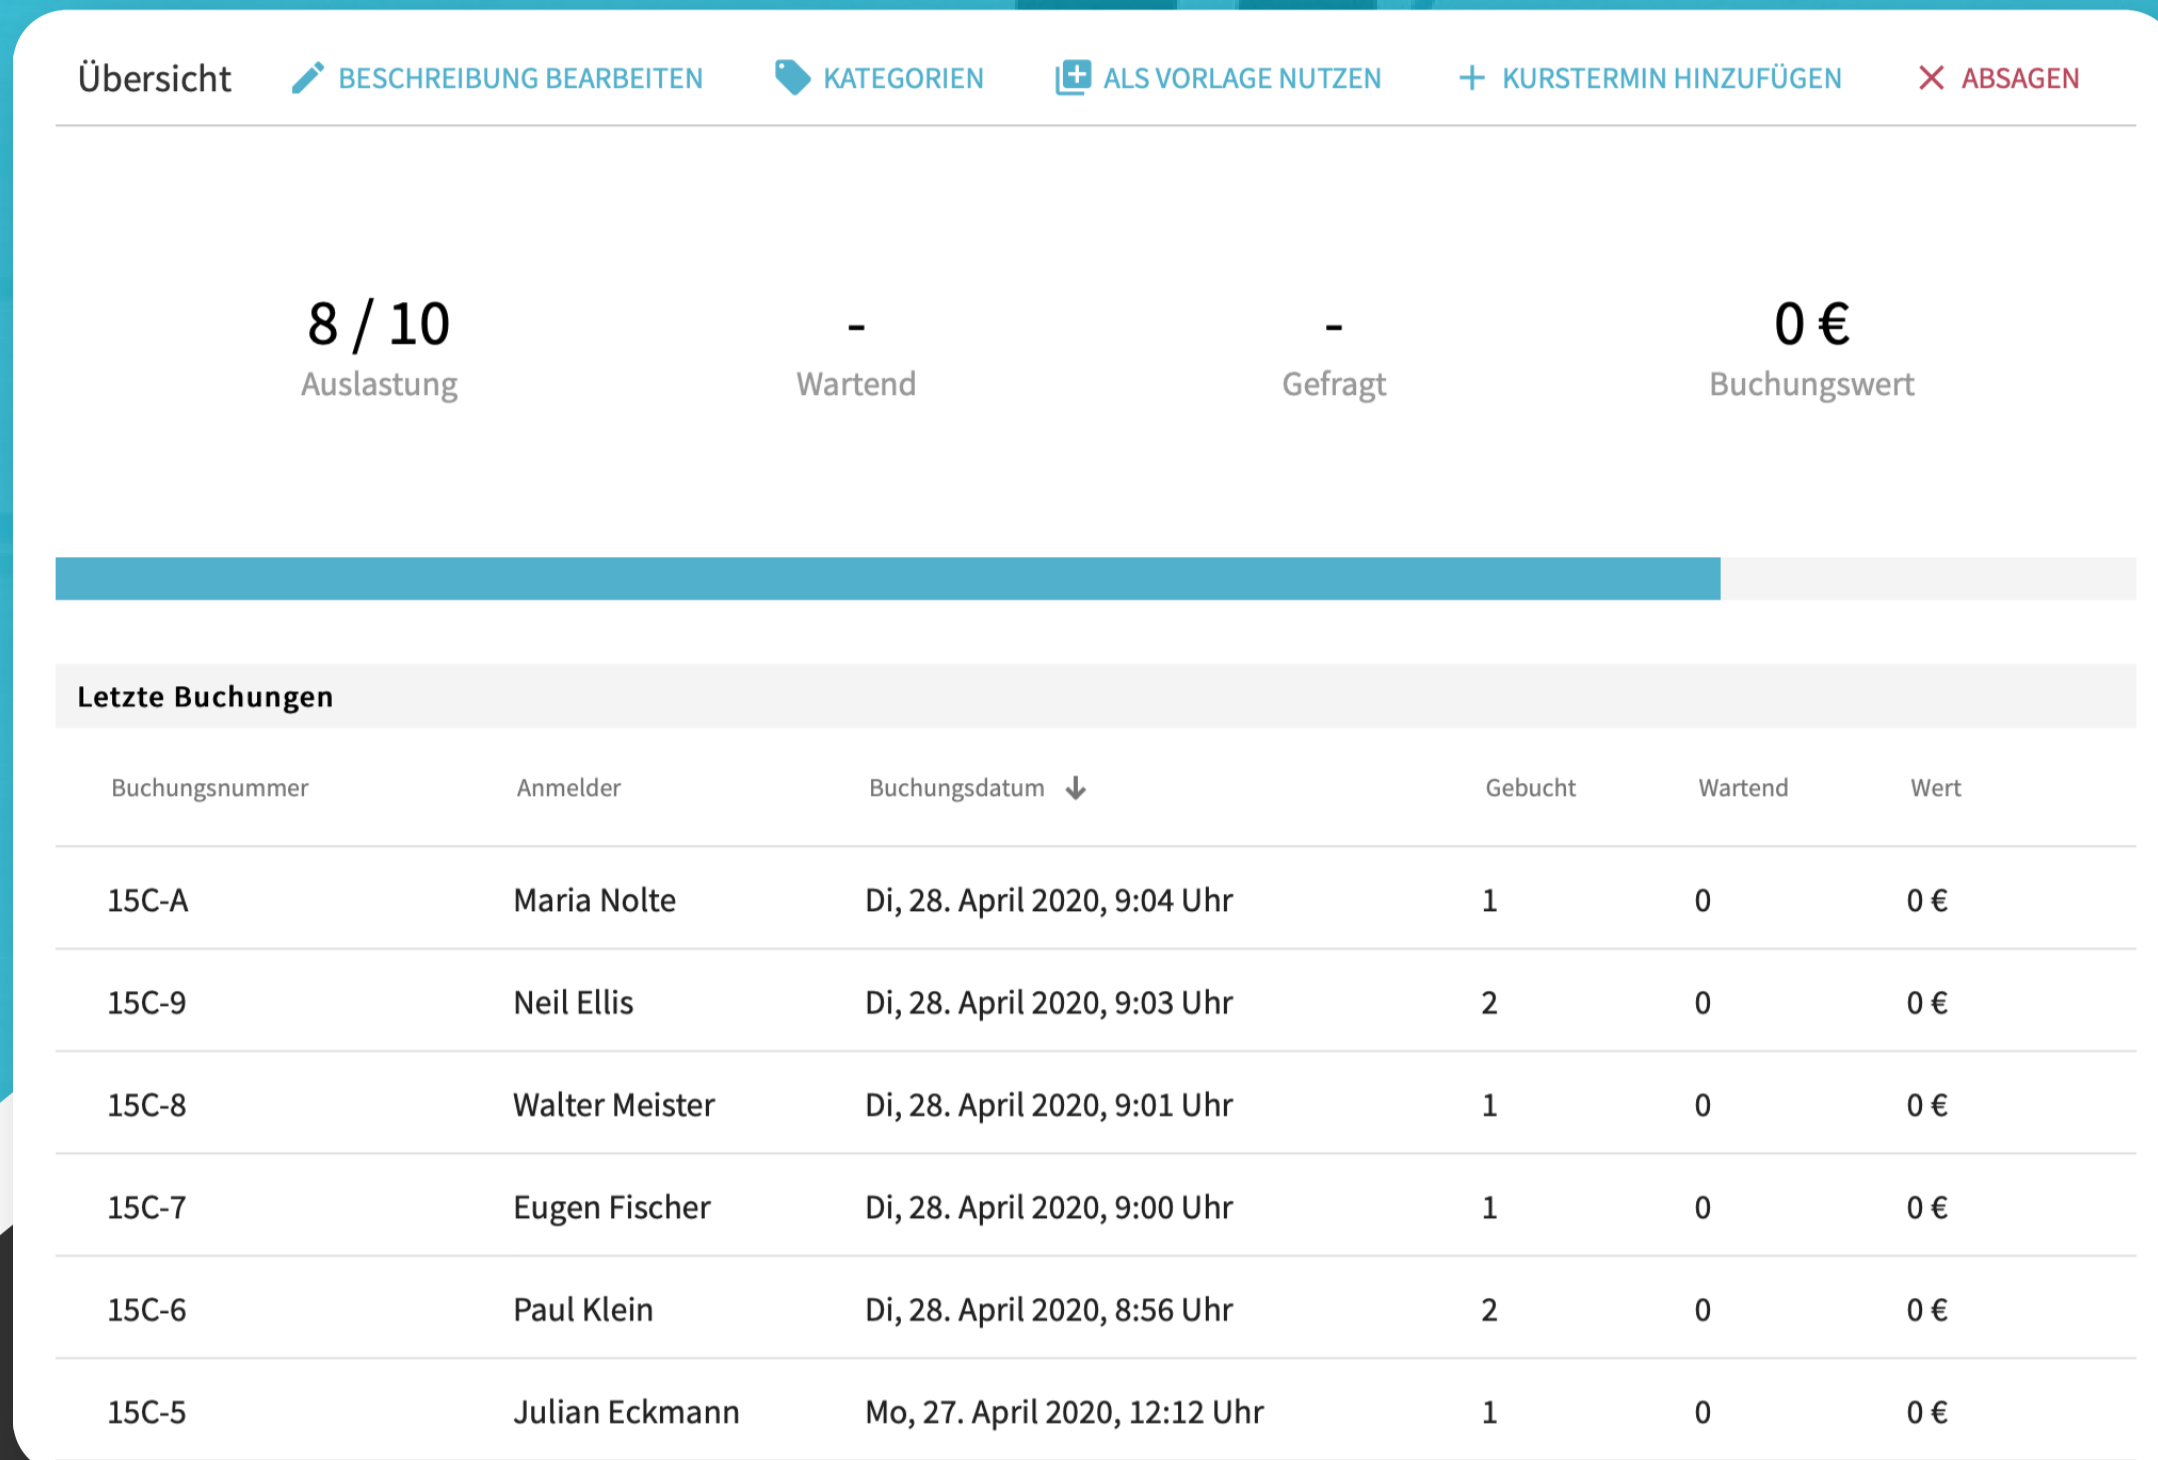 Übersicht BESCHREIBUNG BEARBEITEN KATEGORIEN ALS VORLAGE NUTZEN + KURSTERMIN HINZUFÜGEN ABSAGEN
8 / 10 - - 0 €
Auslastung Wartend Gefragt Buchungswert
Letzte Buchungen
Buchungsnummer Anmelder Buchungsdatum Gebucht Wartend Wert
15C-A Maria Nolte Di, 28. April 2020, 9:04 Uhr 1 0 0 €
15C-9 Neil Ellis Di, 28. April 2020, 9:03 Uhr 2 0 0 €
15C-8 Walter Meister Di, 28. April 2020, 9:01 Uhr 1 0 0 €
15C-7 Eugen Fischer Di, 28. April 2020, 9:00 Uhr 1 0 0 €
15C-6 Paul Klein Di, 28. April 2020, 8:56 Uhr 2 0 0 €
15C-5 Julian Eckmann Mo, 27. April 2020, 12:12 Uhr 1 0 0 €